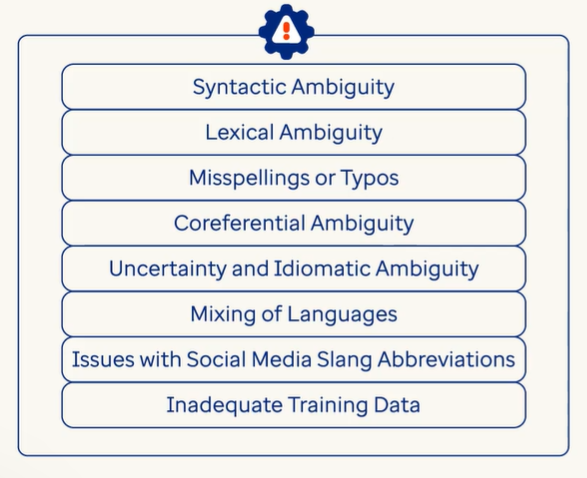 Syntactic Ambiguity
Lexical Ambiguity
Misspellings or Typos
Coreferential Ambiguity
Uncertainty and Idiomatic Ambiguity
Mixing of Languages
Issues with Social Media Slang Abbreviations
Inadequate Training Data